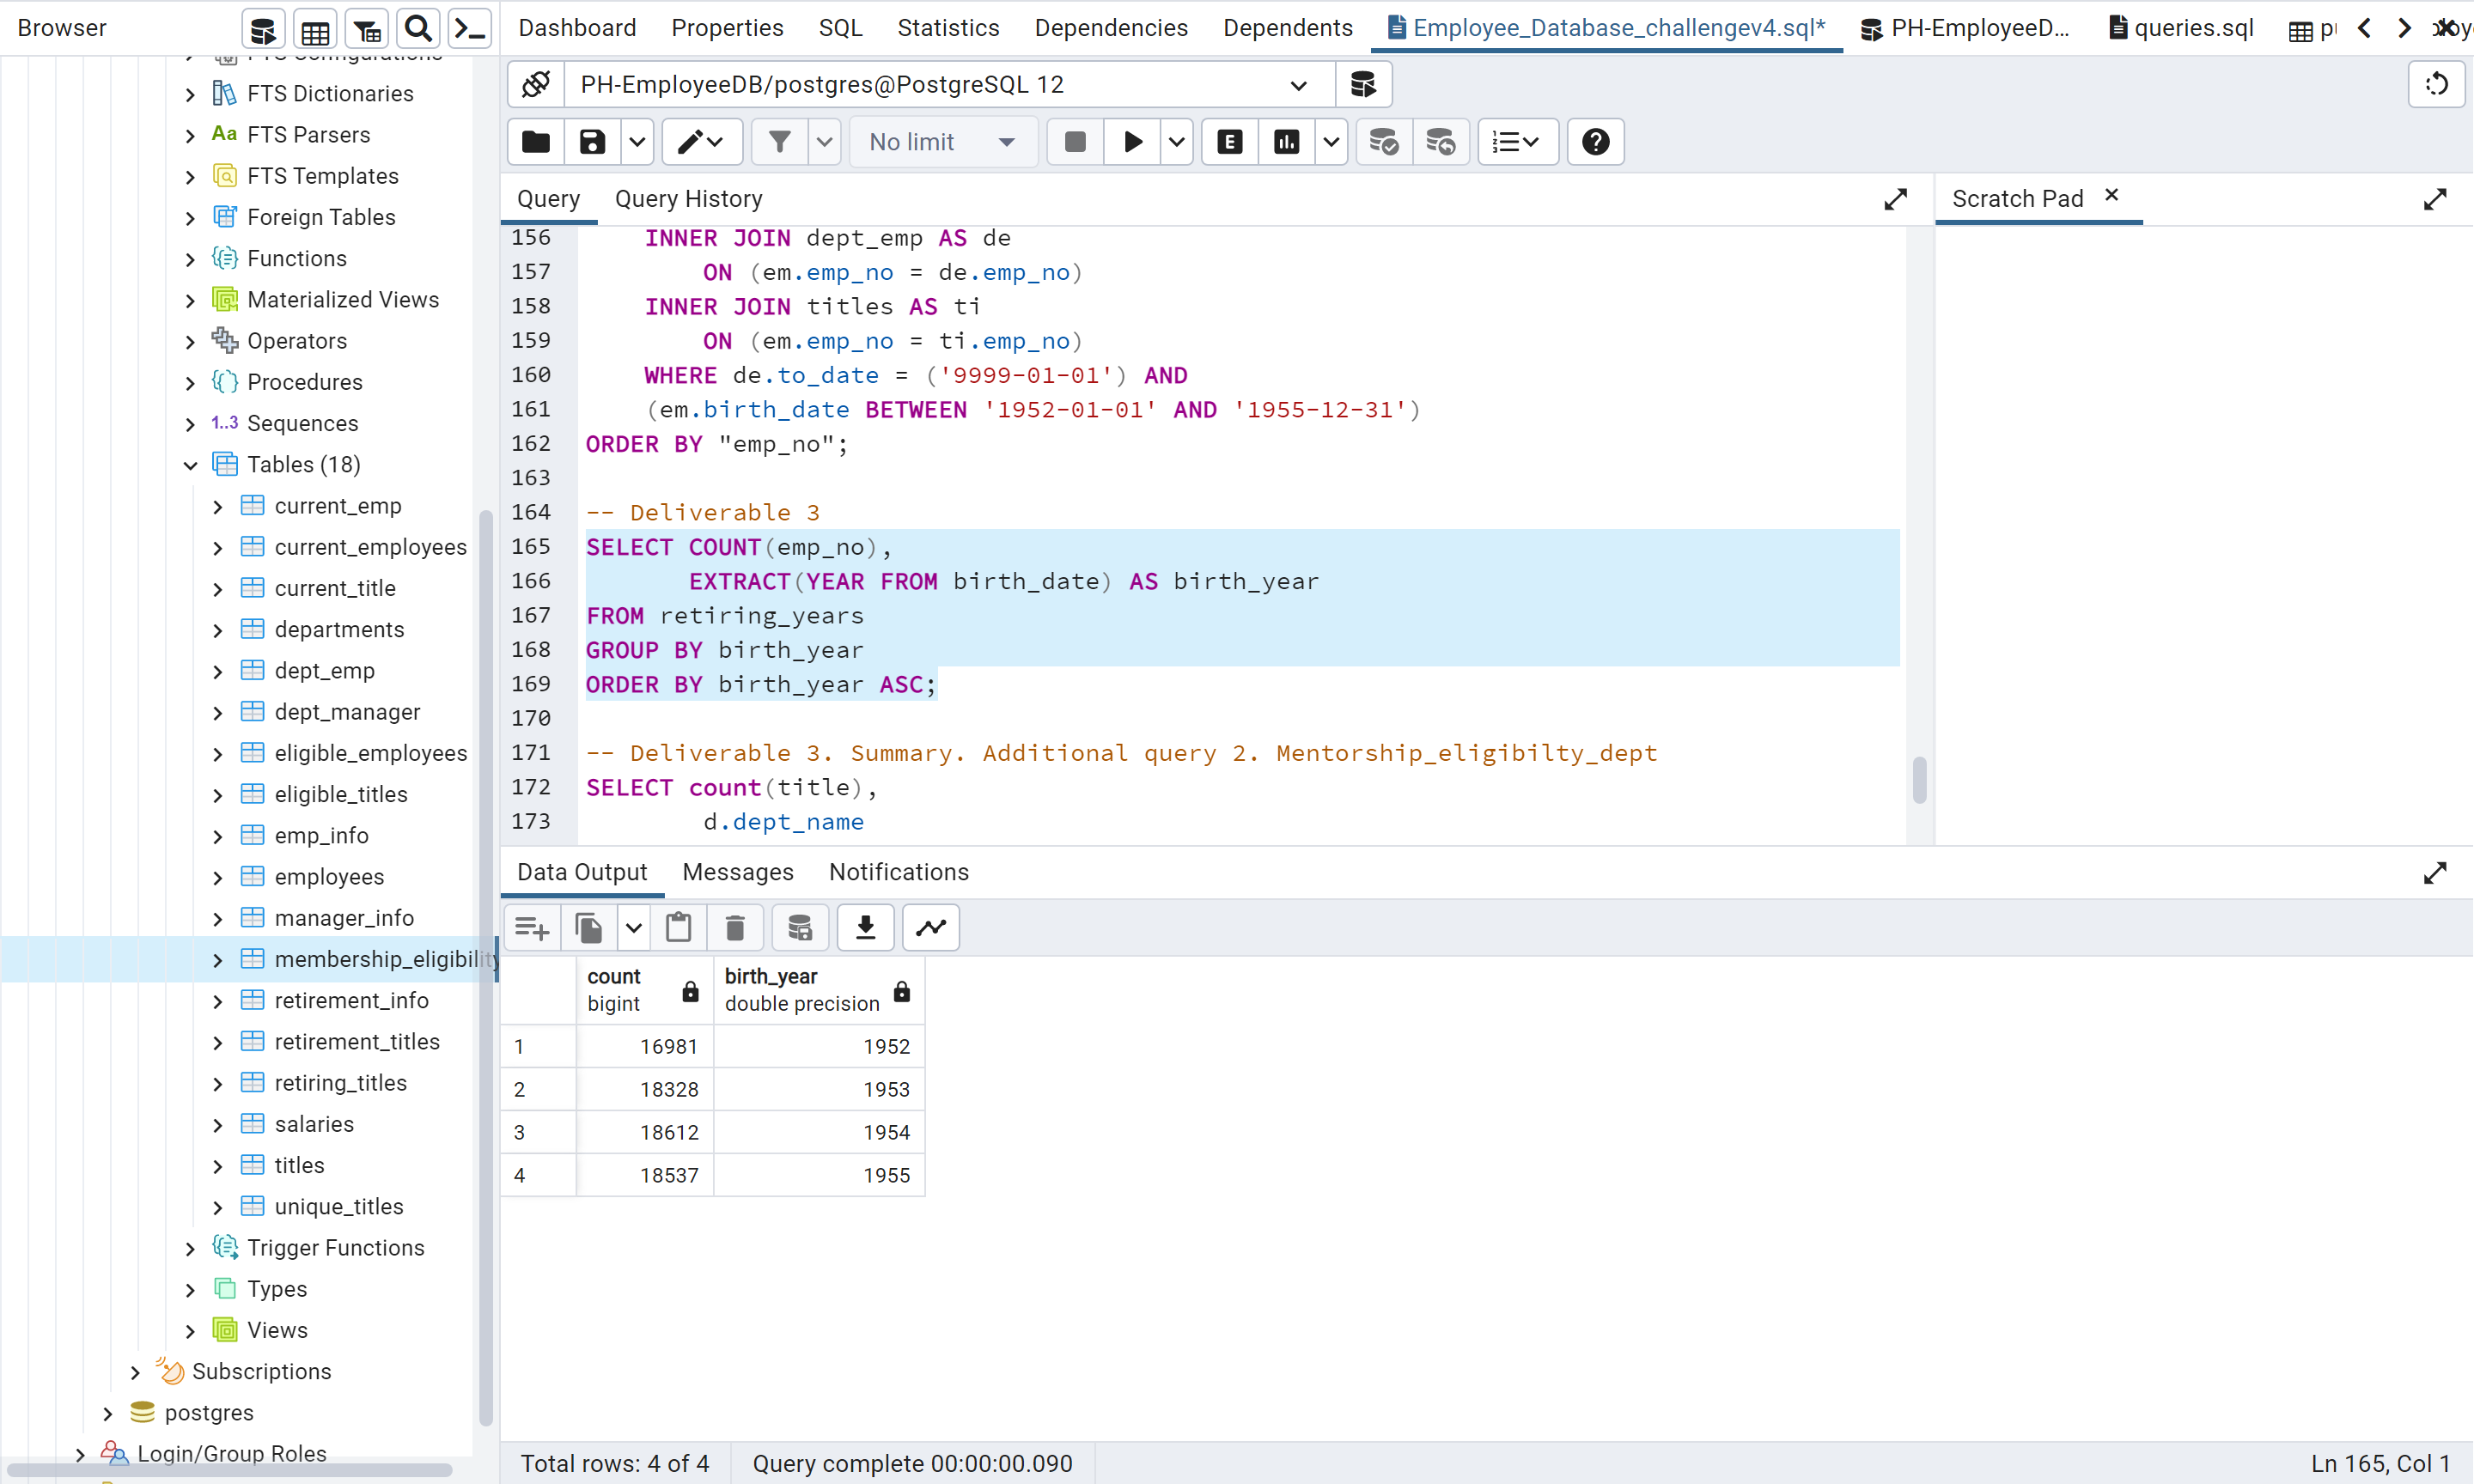 Browser
Dashboard Properties SQL Statistics Dependencies Dependents Employee_Database_challengev4.sql* PH-EmployeeD... queries.sql
FTS Configurations
FTS Dictionaries
Aa FTS Parsers
FTS Templates
Foreign Tables
Functions
Materialized Views
Operators
Procedures
1..3 Sequences
Tables (18)
current_emp
current_employees
current_title
departments
dept_emp
dept_manager
eligible_employees
eligible_titles
emp_info
employees
manager_info
membership_eligibility
retirement_info
retirement_titles
retiring_titles
salaries
titles
unique_titles
Trigger Functions
Types
Views
Subscriptions
postgres
Login/Group Roles
PH-EmployeeDB/postgres@PostgreSQL 12
No limit E
Query Query History
Scratch Pad
156 INNER JOIN dept_emp AS de
157 ON (em.emp_no = de.emp_no)
158 INNER JOIN titles AS ti
159 ON (em.emp_no = ti.emp_no)
160 WHERE de.to_date = ('9999-01-01') AND
161 (em.birth_date BETWEEN '1952-01-01' AND '1955-12-31')
162 ORDER BY "emp_no";
163
164 -- Deliverable 3
165 SELECT COUNT(emp_no),
166 EXTRACT(YEAR FROM birth_date) AS birth_year
167 FROM retiring_years
168 GROUP BY birth_year
169 ORDER BY birth_year ASC;
170
171 -- Deliverable 3. Summary. Additional query 2. Mentorship_eligibilty_dept
172 SELECT count(title),
173 d.dept_name
Data Output Messages Notifications
count birth_year
bigint double precision
1 16981 1952
2 18328 1953
3 18612 1954
4 18537 1955
Total rows: 4 of 4 Query complete 00:00:00.090 Ln 165, Col 1